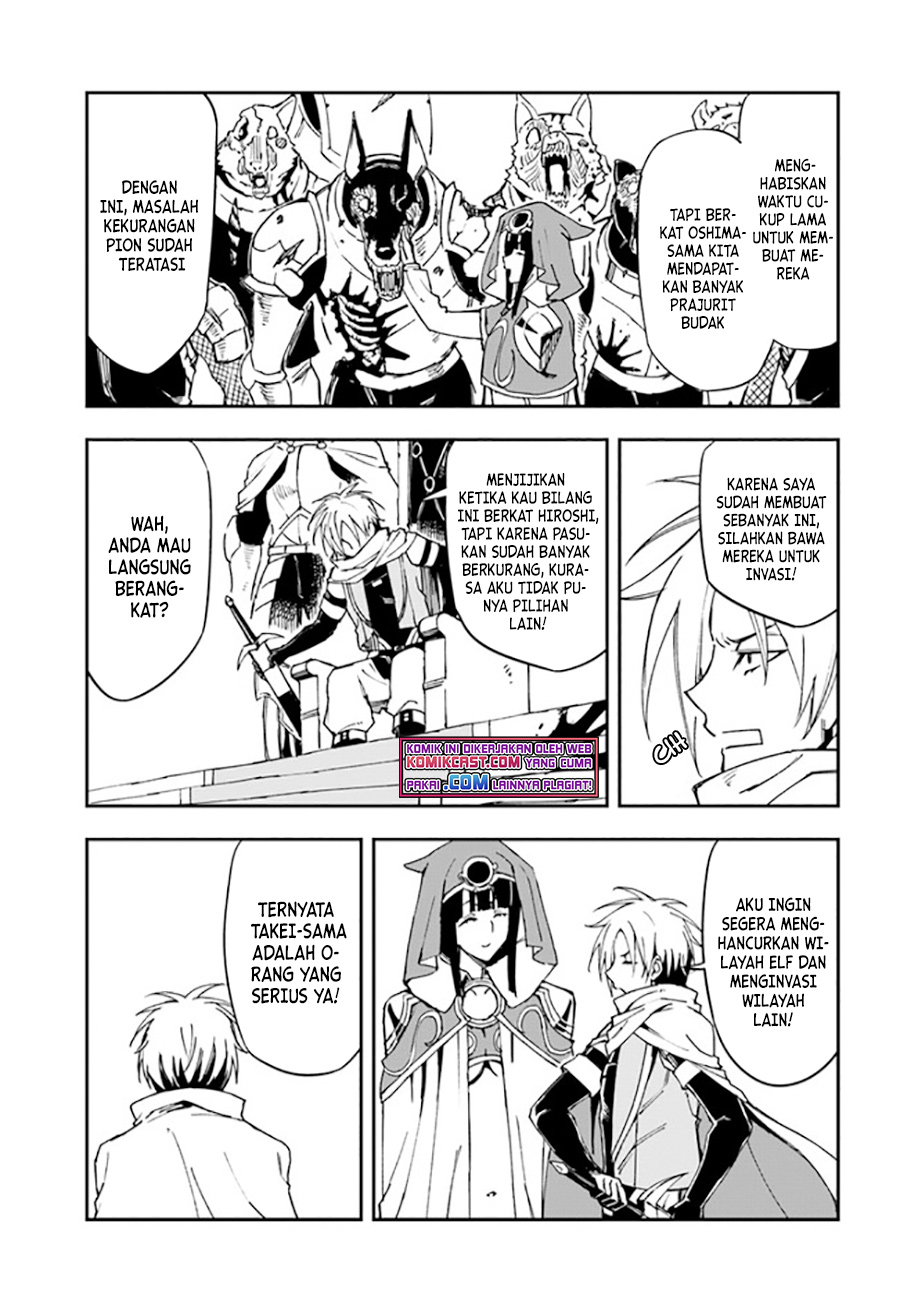 MENG-
HABISKAN
WAKTU CU-
KUP LAMA
UNTUK MEM-
BUAT ME-
REKA
TAPI BER-
KAT OSHIMA-
SAMA KITA
MENDAPAT-
KAN BANYAK
PRAJURIT
BUDAK
DENGAN
INI, MASALAH
KEKURANGAN
PION SUDAH
TERATASI
KARENA SAYA
SUDAH MEMBUAT
SEBANYAK INI,
SILAHKAN BAWA
MEREKA UNTUK
INVASI!
CIH
MENJIJIKAN
KETIKA KAU BILANG
INI BERKAT HIROSHI,
TAPI KARENA PASU-
KAN SUDAH BANYAK
BERKURANG, KURA-
SA AKU TIDAK PU-
NYA PILIHAN
LAIN!
WAH,
ANDA MAU
LANGSUNG
BERANG-
KAT?
KOMIK INI DIKERJAKAN OLEH WEB
KOMIKCAST.COM YANG CUMA
PAKAI .COM LAINNYA PLAGIAT!
AKU INGIN
SEGERA MENG-
HANCURKAN WI-
LAYAH ELF DAN
MENGINVASI
WILAYAH
LAIN!
TERNYATA
TAKEI-SAMA
ADALAH O-
RANG YANG
SERIUS YA!